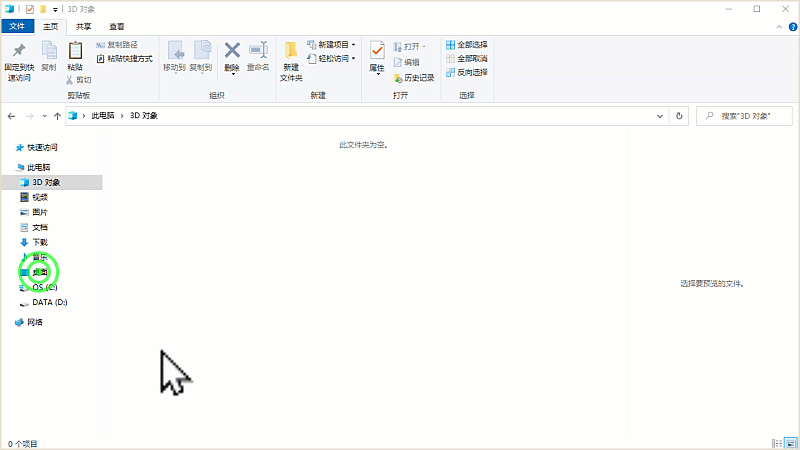 3D 对象
文件 主页 共享 查看
固定到快速访问 复制 粘贴 复制路径 粘贴快捷方式 剪切
移动到 复制到 删除 重命名
新建文件夹 新建项目 轻松访问
属性 打开 编辑 历史记录
全部选择 全部取消 反向选择
剪贴板 组织 新建 打开 选择
此电脑 › 3D 对象
搜索"3D 对象"
快速访问
此电脑
3D 对象
视频
图片
文档
下载
音乐
桌面
OS (C:)
DATA (D:)
网络
此文件夹为空。
选择要预览的文件。
0 个项目